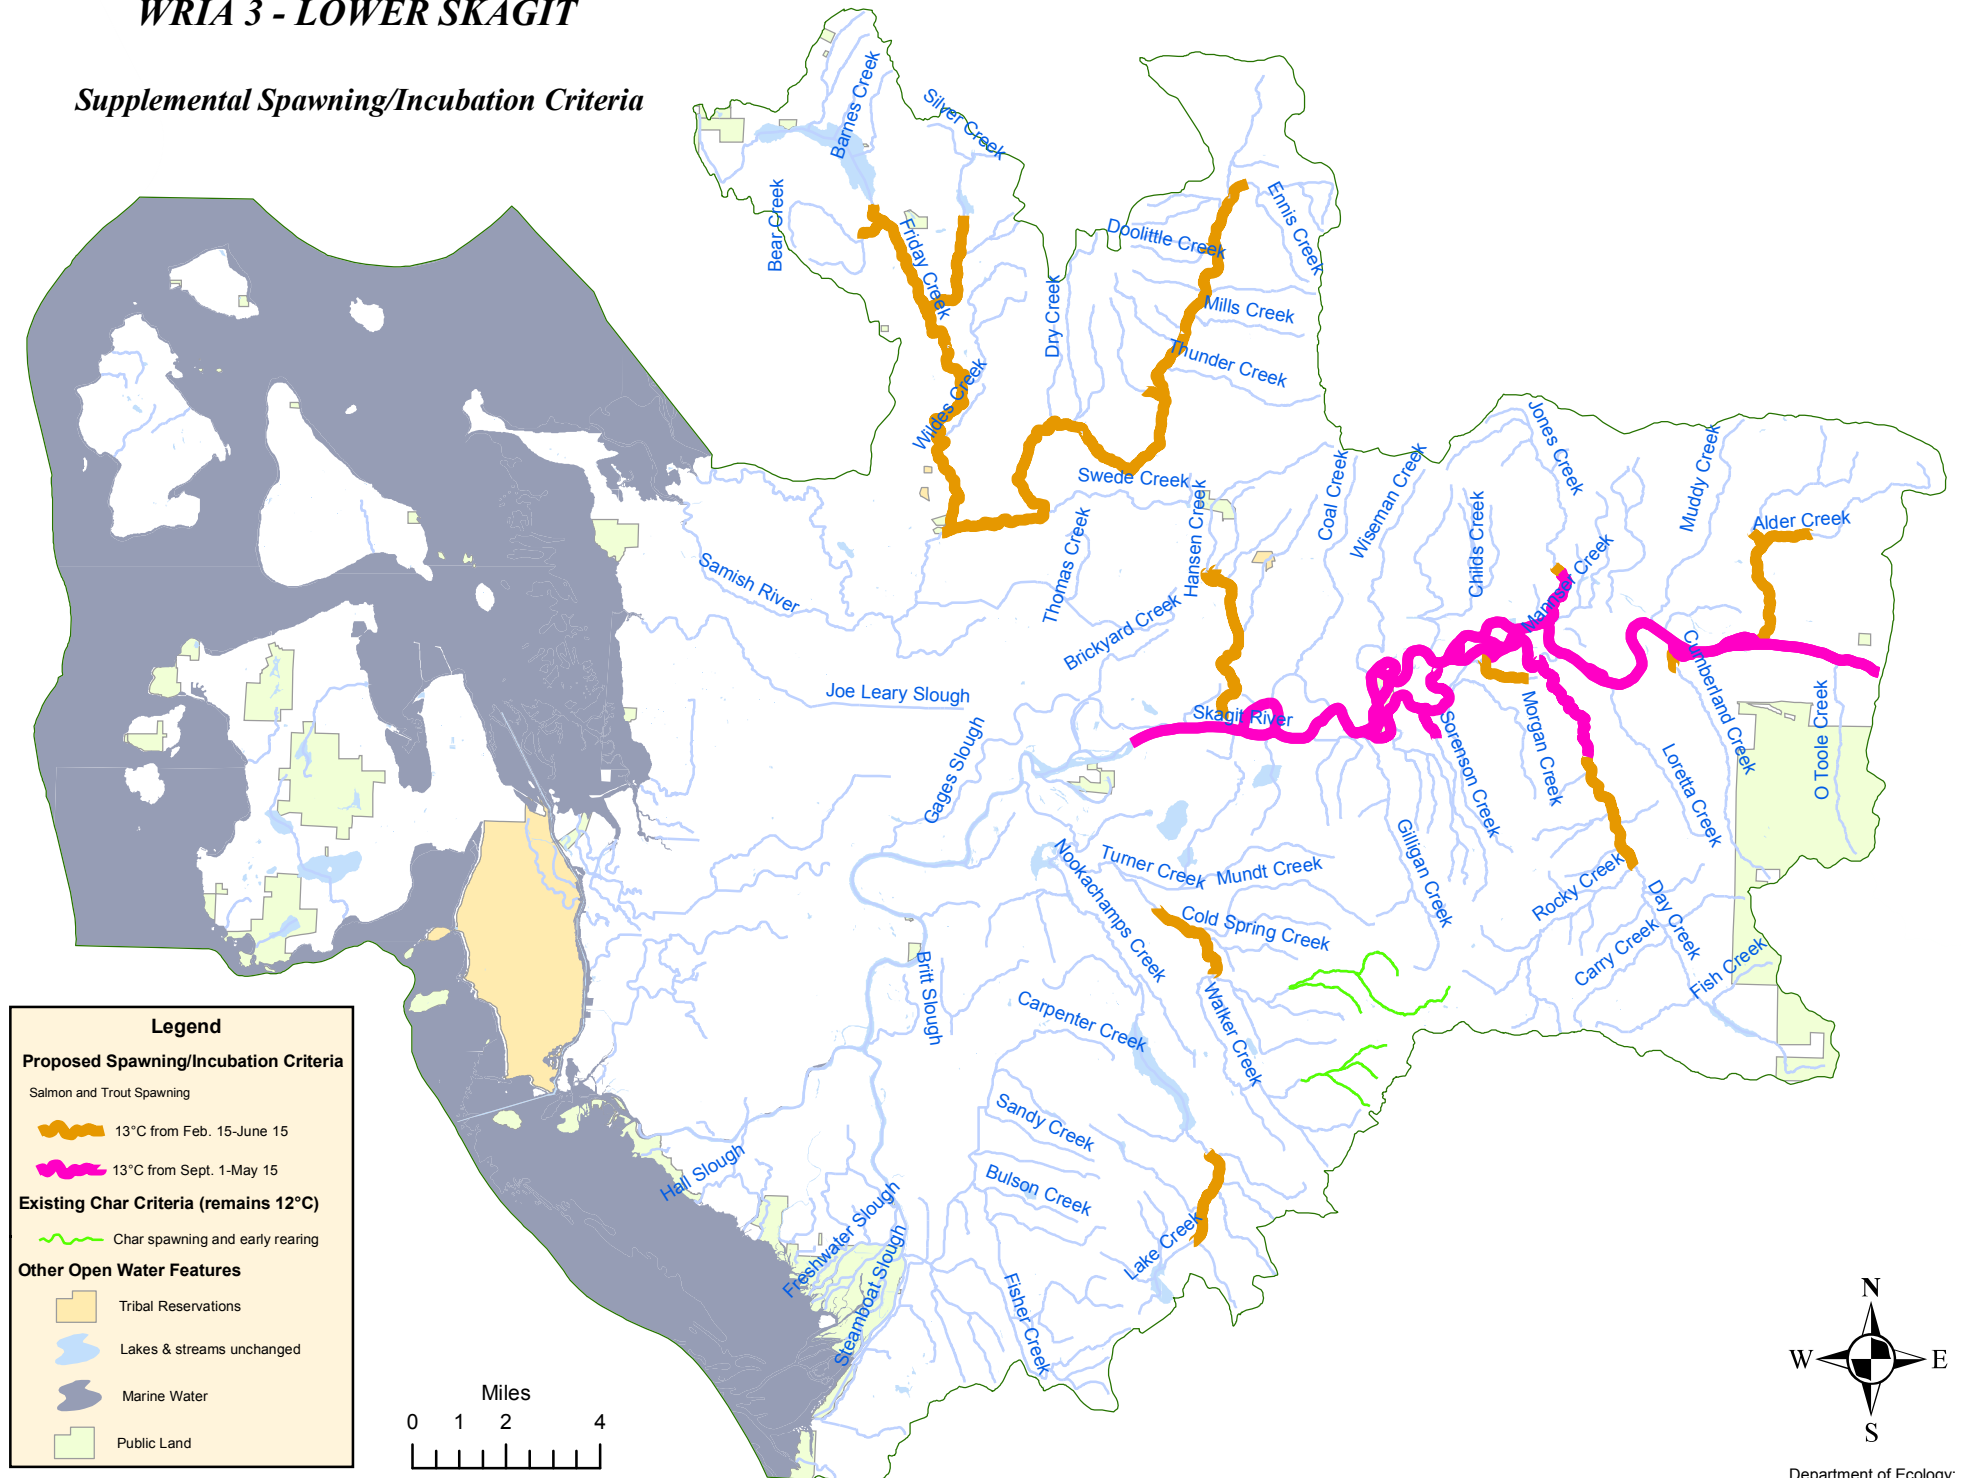 WRIA 3 - LOWER SKAGIT
Supplemental Spawning/Incubation Criteria
Barnes Creek
Silver Creek
Bear Creek
Friday Creek
Ennis Creek
Doolittle Creek
Dry Creek
Mills Creek
Thunder Creek
Wildes Creek
Swede Creek
Hansen Creek
Coal Creek
Wiseman Creek
Jones Creek
Childs Creek
Muddy Creek
Alder Creek
Mannser Creek
Thomas Creek
Samish River
Brickyard Creek
Joe Leary Slough
Skagit River
Gages Slough
Cumberland Creek
O Toole Creek
Morgan Creek
Sorenson Creek
Loretta Creek
Gilligan Creek
Turner Creek
Mundt Creek
Nookachamps Creek
Cold Spring Creek
Rocky Creek
Day Creek
Carry Creek
Fish Creek
Britt Slough
Carpenter Creek
Walker Creek
Sandy Creek
Bulson Creek
Lake Creek
Hall Slough
Freshwater Slough
Steamboat Slough
Fisher Creek
Legend
Proposed Spawning/Incubation Criteria
Salmon and Trout Spawning
13°C from Feb. 15-June 15
13°C from Sept. 1-May 15
Existing Char Criteria (remains 12°C)
Char spawning and early rearing
Other Open Water Features
Tribal Reservations
Lakes & streams unchanged
Marine Water
Public Land
Miles
0 1 2 4
N
W E
S
Department of Ecology: